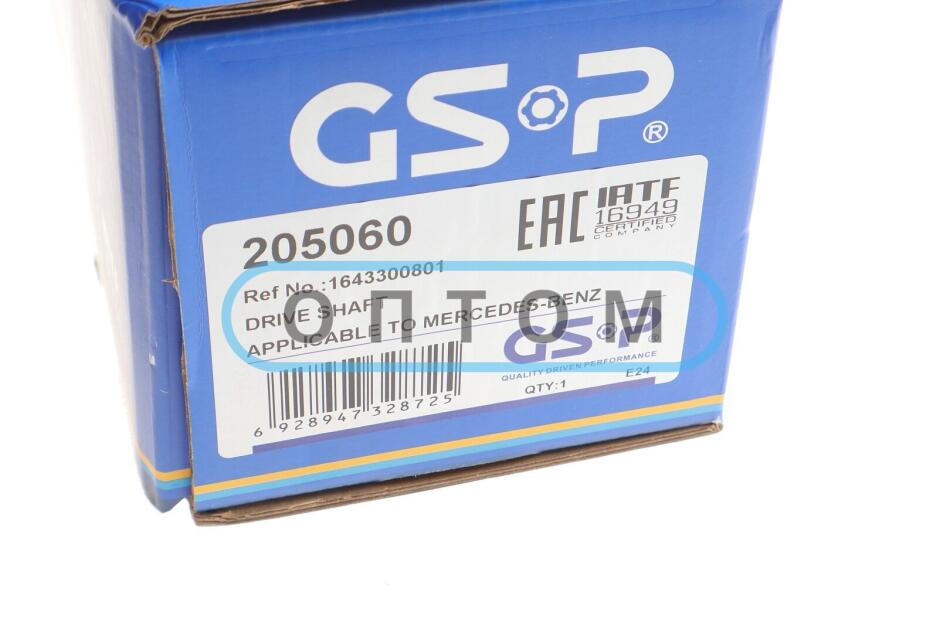 GSP®
205060
EAC
IATF
16949
CERTIFIED
COMPANY
Ref No.:1643300801
DRIVE SHAFT
APPLICABLE TO MERCEDES-BENZ
ОПТОМ
GSP®
QUALITY DRIVEN PERFORMANCE
QTY:1 E24
6 928947 328725